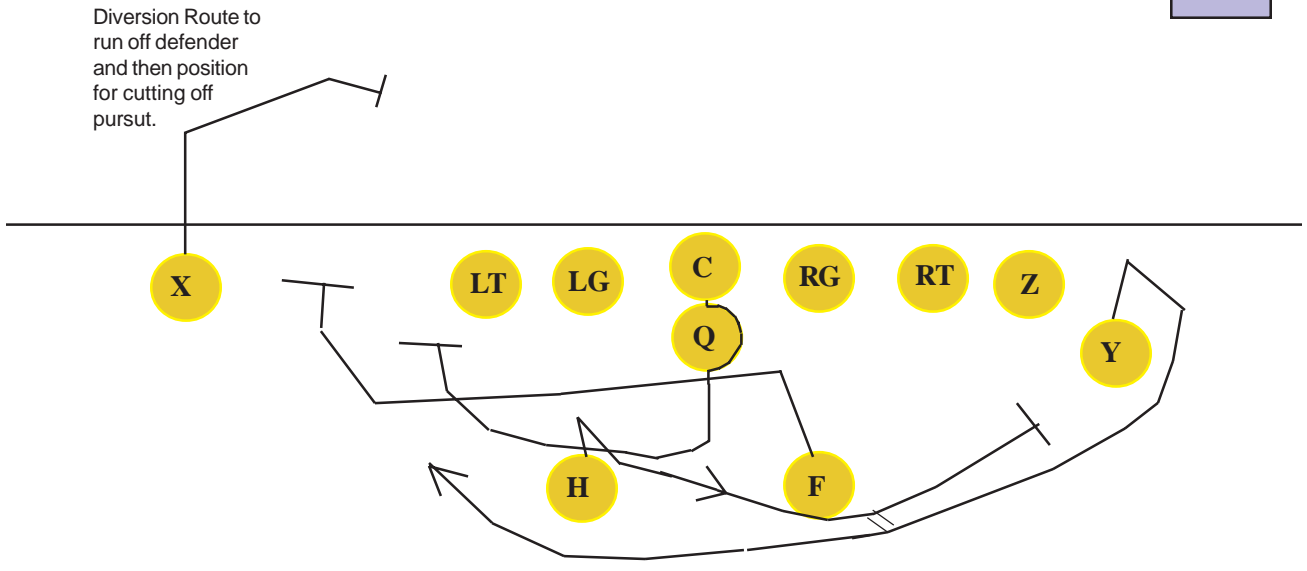 Diversion Route to
run off defender
and then position
for cutting off
pursut.
X
LT
LG
C
RG
RT
Z
Q
Y
H
F